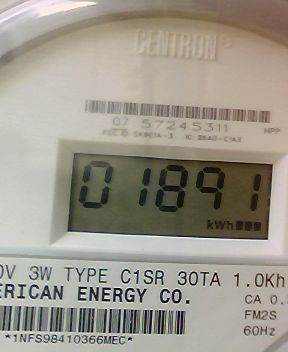 CENTRON®
07 57245311 NPP
01891
kWh
0V 3W TYPE C1SR 30TA 1.0Kh
ERICAN ENERGY CO. CA 0.
FM2S
*1NFS98410366MEC* 60Hz